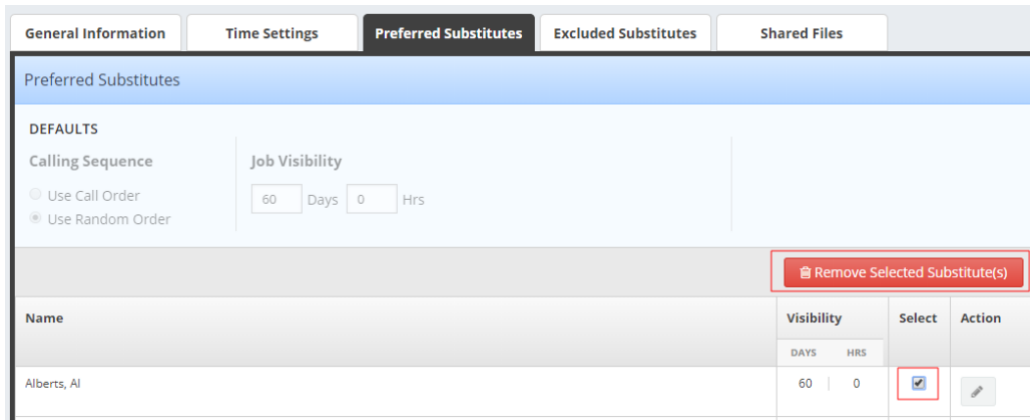 General Information Time Settings Preferred Substitutes Excluded Substitutes Shared Files
Preferred Substitutes
DEFAULTS
Calling Sequence Job Visibility
Use Call Order 60 Days 0 Hrs
Use Random Order
Remove Selected Substitute(s)
Name Visibility Select Action
DAYS HRS
Alberts, Al 60 0